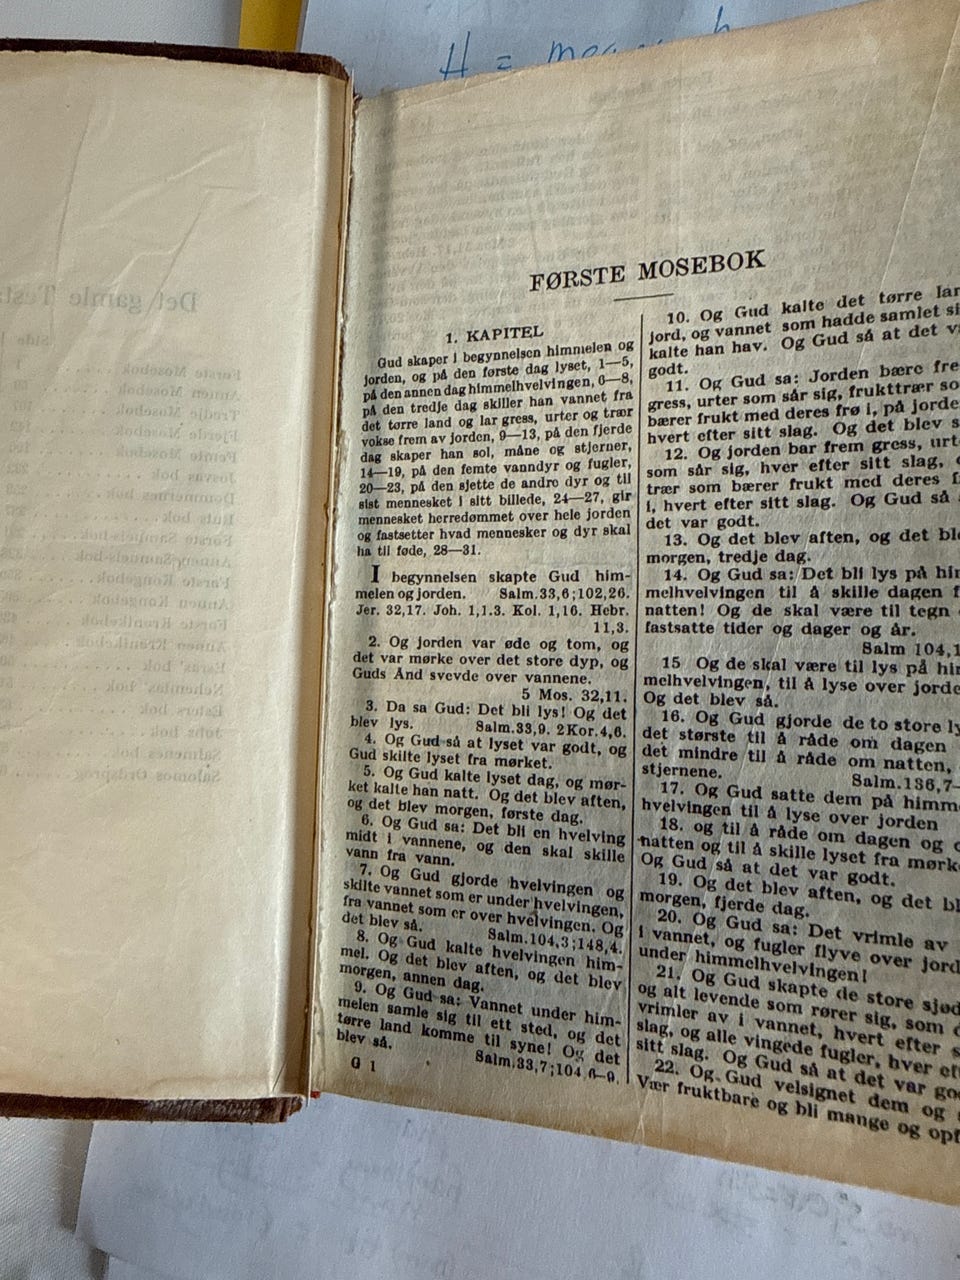 H =
FØRSTE MOSEBOK
1. KAPITEL
Gud skaper i begynnelsen himmelen og
jorden, og på den første dag lyset, 1—5,
på den annen dag himmelhvelvingen, 6—8,
på den tredje dag skiller han vannet fra
det tørre land og lar gress, urter og trær
vokse frem av jorden, 9—13, på den fjerde
dag skaper han sol, måne og stjerner,
14—19, på den femte vanndyr og fugler,
20—23, på den sjette de andre dyr og til
sist mennesket i sitt billede, 24—27, gir
mennesket herredømmet over hele jorden
og fastsetter hvad mennesker og dyr skal
ha til føde, 28—31.
I begynnelsen skapte Gud him-
melen og jorden. Salm.33,6;102,26.
Jer. 32,17. Joh. 1,1.3. Kol. 1,16. Hebr.
11,3.
2. Og jorden var øde og tom, og
det var mørke over det store dyp, og
Guds Ånd svevde over vannene.
5 Mos. 32,11.
3. Da sa Gud: Det bli lys! Og det
blev lys. Salm.33,9. 2Kor.4,6.
4. Og Gud så at lyset var godt, og
Gud skilte lyset fra mørket.
5. Og Gud kalte lyset dag, og mør-
ket kalte han natt. Og det blev aften,
og det blev morgen, første dag.
6. Og Gud sa: Det bli en hvelving
midt i vannene, og den skal skille
vann fra vann.
7. Og Gud gjorde hvelvingen og
skilte vannet som er under hvelvingen,
fra vannet som er over hvelvingen. Og
det blev så. Salm.104,3;148,4.
8. Og Gud kalte hvelvingen him-
mel. Og det blev aften, og det blev
morgen, annen dag.
9. Og Gud sa: Vannet under him-
melen samle sig til ett sted, og det
tørre land komme til syne! Og det
blev så. Salm.33,7;104,6—9.
G 1
10. Og Gud kalte det tørre lan
jord, og vannet som hadde samlet si
kalte han hav. Og Gud så at det v
godt.
11. Og Gud sa: Jorden bære fre
gress, urter som sår sig, frukttrær so
bærer frukt med deres frø i, på jorde
hvert efter sitt slag. Og det blev s
12. Og jorden bar frem gress, urt
som sår sig, hver efter sitt slag,
trær som bærer frukt med deres f
i, hvert efter sitt slag. Og Gud så
det var godt.
13. Og det blev aften, og det ble
morgen, tredje dag.
14. Og Gud sa: Det bli lys på him
melhvelvingen til å skille dagen f
natten! Og de skal være til tegn
fastsatte tider og dager og år.
Salm 104,1
15 Og de skal være til lys på him
melhvelvingen, til å lyse over jorde
Og det blev så.
16. Og Gud gjorde de to store ly
det største til å råde om dagen
det mindre til å råde om natten,
stjernene. Salm.136,7—
17. Og Gud satte dem på himm
hvelvingen til å lyse over jorden
18. og til å råde om dagen og
natten og til å skille lyset fra mørk
Og Gud så at det var godt.
19. Og det blev aften, og det bl
morgen, fjerde dag.
20. Og Gud sa: Det vrimle av
i vannet, og fugler flyve over jord
under himmelhvelvingen!
21. Og Gud skapte de store sjød
og alt levende som rører sig, som
vrimler av i vannet, hvert efter s
slag, og alle vingede fugler, hver eft
sitt slag. Og Gud så at det var go
22. Og Gud velsignet dem og
Vær fruktbare og bli mange og opf